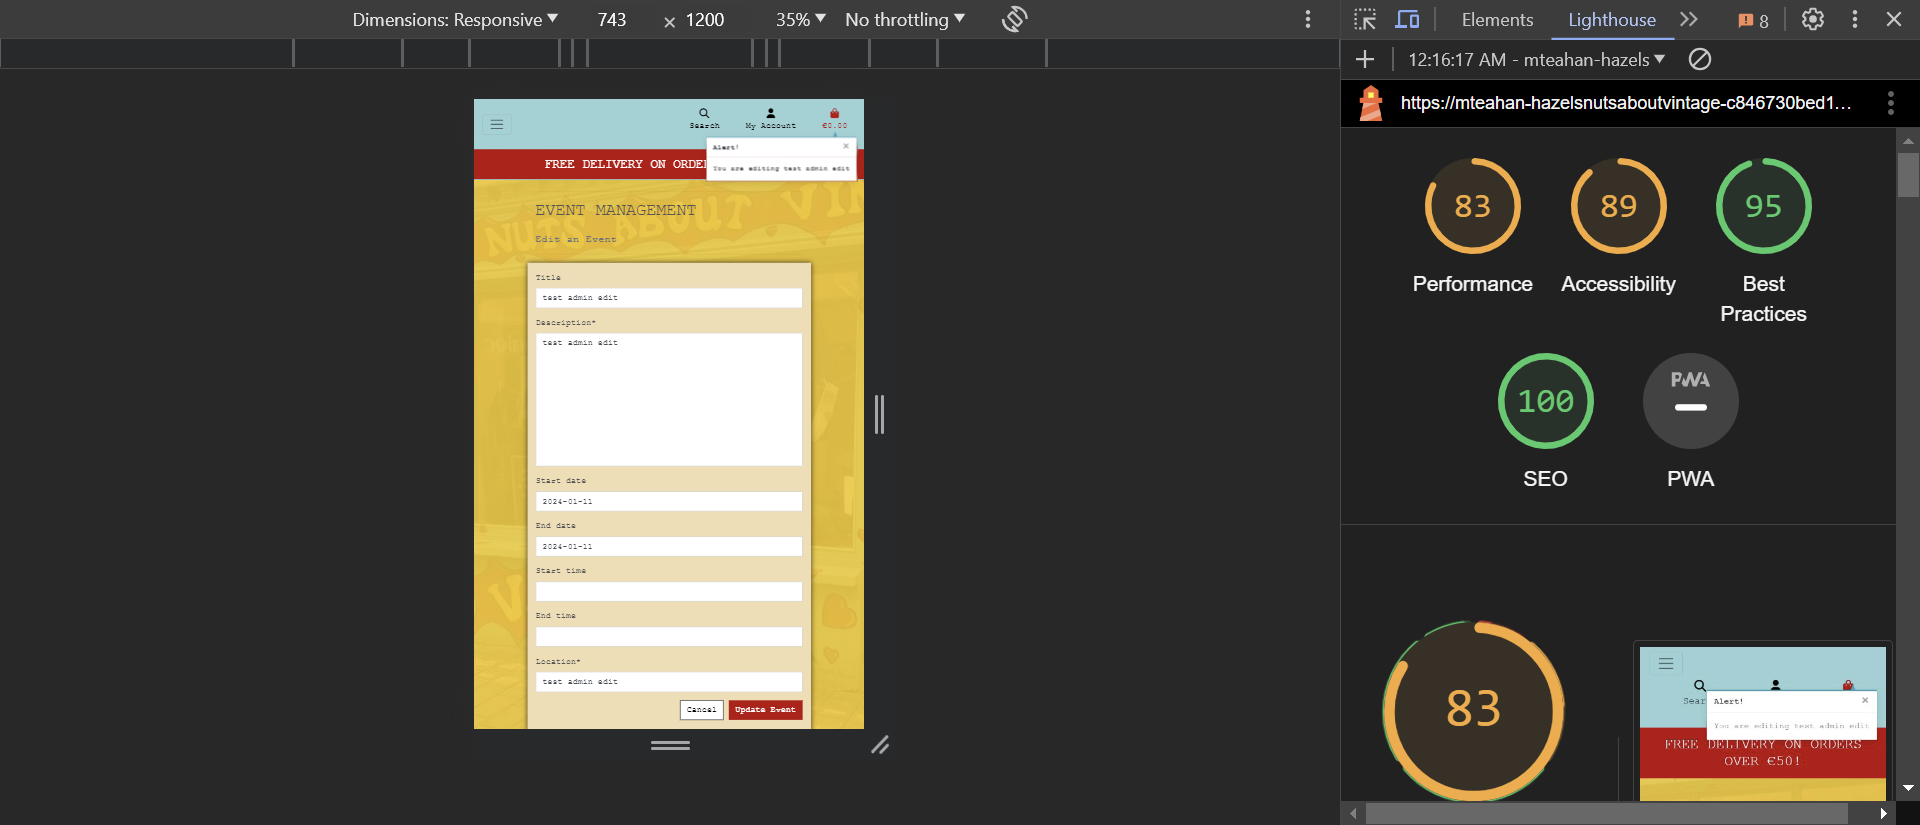 Dimensions: Responsive 743 × 1200 35% No throttling
Elements Lighthouse 8
12:16:17 AM - mteahan-hazels
https://mteahan-hazelsnutsaboutvintage-c846730bed1…
Search My Account €0.00
Alert! ×
You are editing test admin edit
FREE DELIVERY ON ORDE
NUTS ABOUT VIN
EVENT MANAGEMENT
Edit an Event
Title
test admin edit
Description*
test admin edit
Start date
2024-01-11
End date
2024-01-11
Start time
End time
Location*
test admin edit
Cancel Update Event
83 89 95
Performance Accessibility Best
Practices
100 PWA
SEO PWA
83
Sear
Alert! ×
You are editing test admin edit
FREE DELIVERY ON ORDERS
OVER €50!